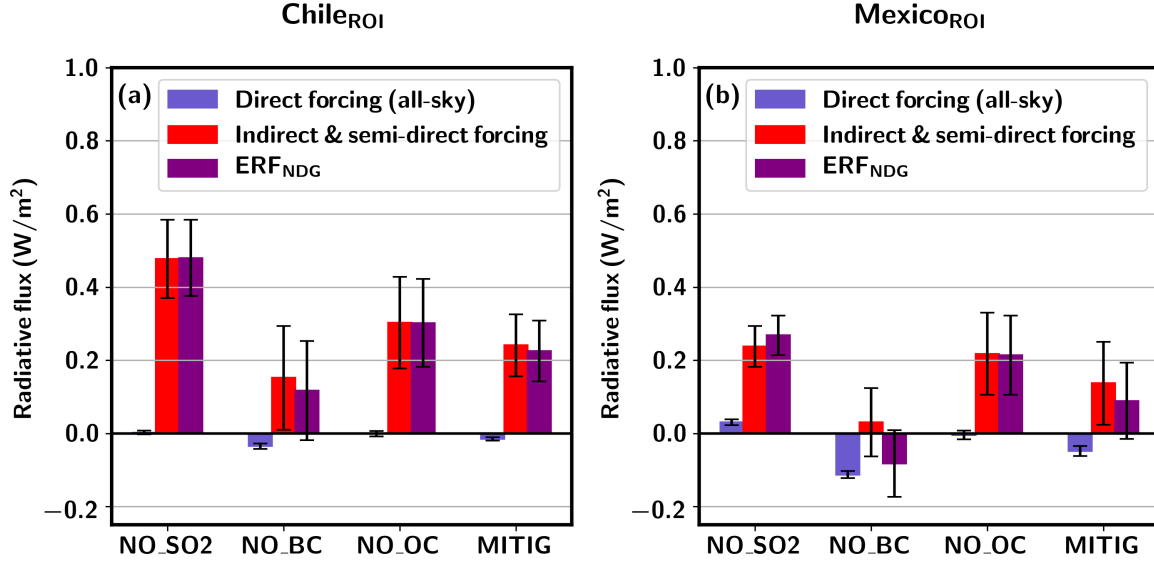 Chile_ROI
Mexico_ROI
(a)
Direct forcing (all-sky)
Indirect & semi-direct forcing
ERF_NDG
Radiative flux (W/m²)
1.0
0.8
0.6
0.4
0.2
0.0
−0.2
NO_SO2
NO_BC
NO_OC
MITIG
(b)
Direct forcing (all-sky)
Indirect & semi-direct forcing
ERF_NDG
Radiative flux (W/m²)
1.0
0.8
0.6
0.4
0.2
0.0
−0.2
NO_SO2
NO_BC
NO_OC
MITIG